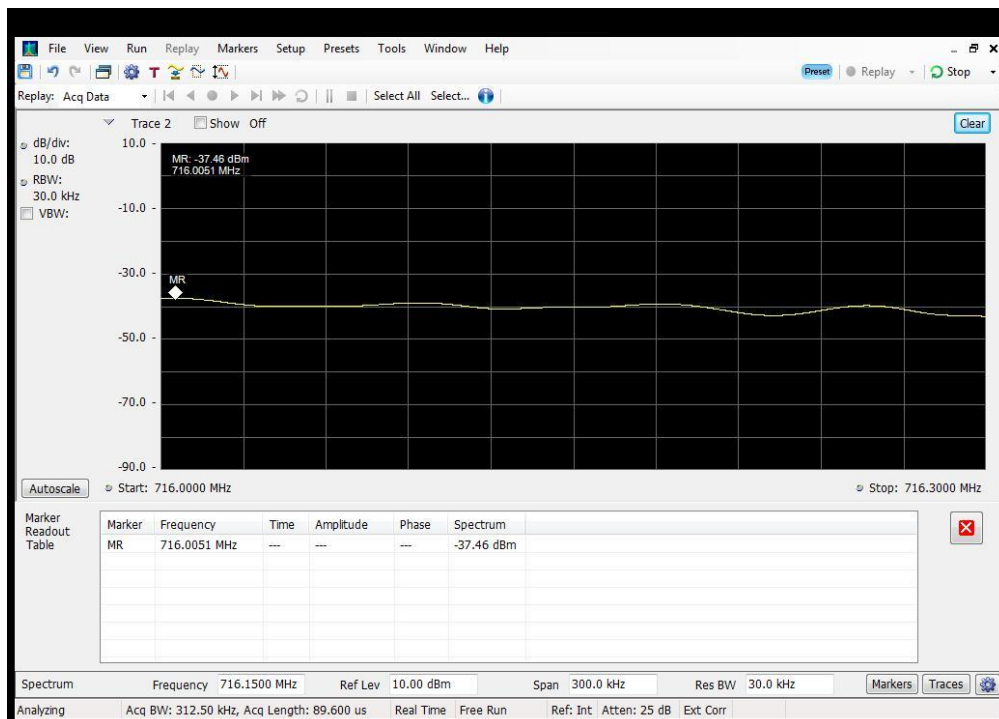 File View Run Replay Markers Setup Presets Tools Window Help
T Preset Replay Stop
Replay: Acq Data Select All Select...
Trace 2 Show Off Clear
dB/div:
10.0 dB
RBW:
30.0 kHz
VBW:
10.0
-10.0
-30.0
-50.0
-70.0
-90.0
MR: -37.46 dBm
716.0051 MHz
MR
Autoscale Start: 716.0000 MHz Stop: 716.3000 MHz
Marker
Readout
Table
Marker Frequency Time Amplitude Phase Spectrum
MR 716.0051 MHz --- --- --- -37.46 dBm
Spectrum Frequency 716.1500 MHz Ref Lev 10.00 dBm Span 300.0 kHz Res BW 30.0 kHz Markers Traces
Analyzing Acq BW: 312.50 kHz, Acq Length: 89.600 us Real Time Free Run Ref: Int Atten: 25 dB Ext Corr